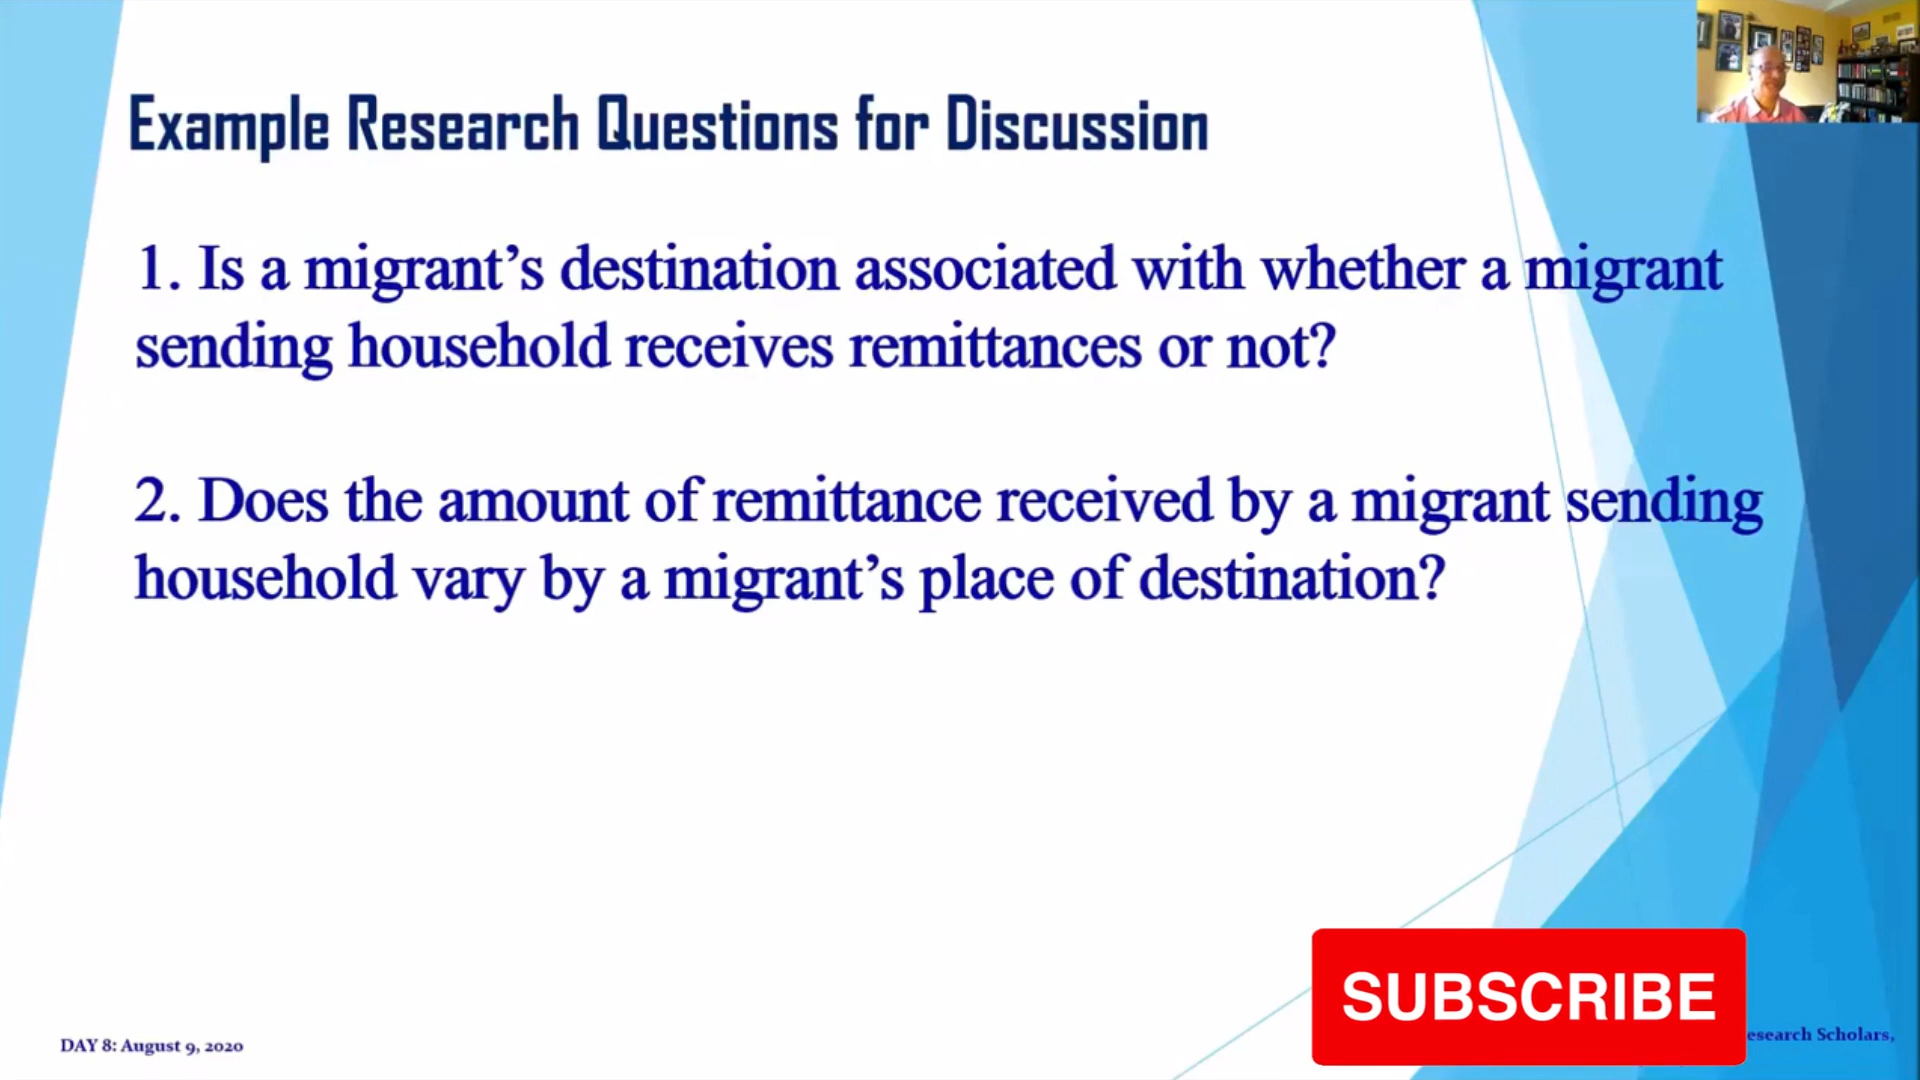 Example Research Questions for Discussion
1. Is a migrant’s destination associated with whether a migrant
sending household receives remittances or not?
2. Does the amount of remittance received by a migrant sending
household vary by a migrant’s place of destination?
SUBSCRIBE
DAY 8: August 9, 2020
Scholars,